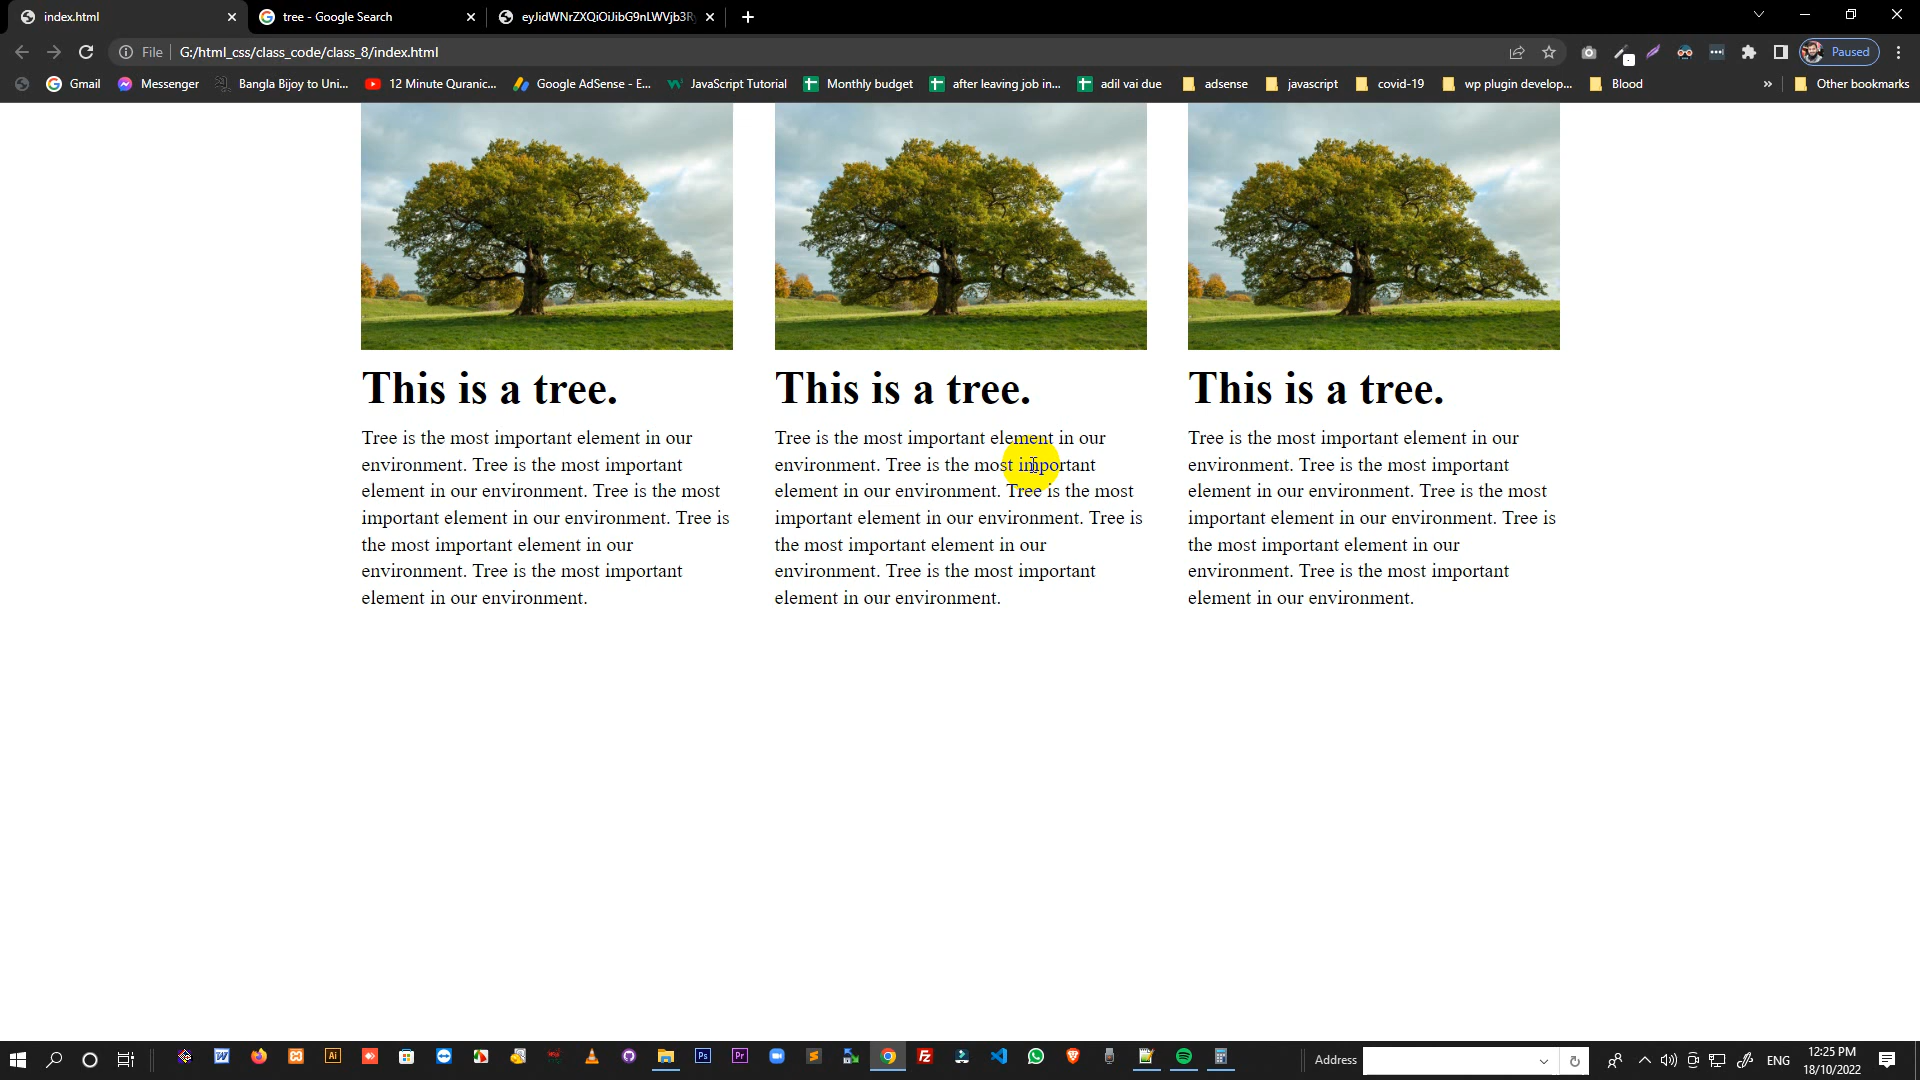 index.html
tree - Google Search
eyJidWNrZXQiOiJibG9nLWVjb3R
File
G:/html_css/class_code/class_8/index.html
Paused
Gmail
Messenger
Bangla Bijoy to Uni...
12 Minute Quranic...
Google AdSense - E...
JavaScript Tutorial
Monthly budget
after leaving job in...
adil vai due
adsense
javascript
covid-19
wp plugin develop...
Blood
»
Other bookmarks
This is a tree.
Tree is the most important element in our
environment. Tree is the most important
element in our environment. Tree is the most
important element in our environment. Tree is
the most important element in our
environment. Tree is the most important
element in our environment.
This is a tree.
Tree is the most important element in our
environment. Tree is the most important
element in our environment. Tree is the most
important element in our environment. Tree is
the most important element in our
environment. Tree is the most important
element in our environment.
This is a tree.
Tree is the most important element in our
environment. Tree is the most important
element in our environment. Tree is the most
important element in our environment. Tree is
the most important element in our
environment. Tree is the most important
element in our environment.
Address
ENG
12:25 PM
18/10/2022